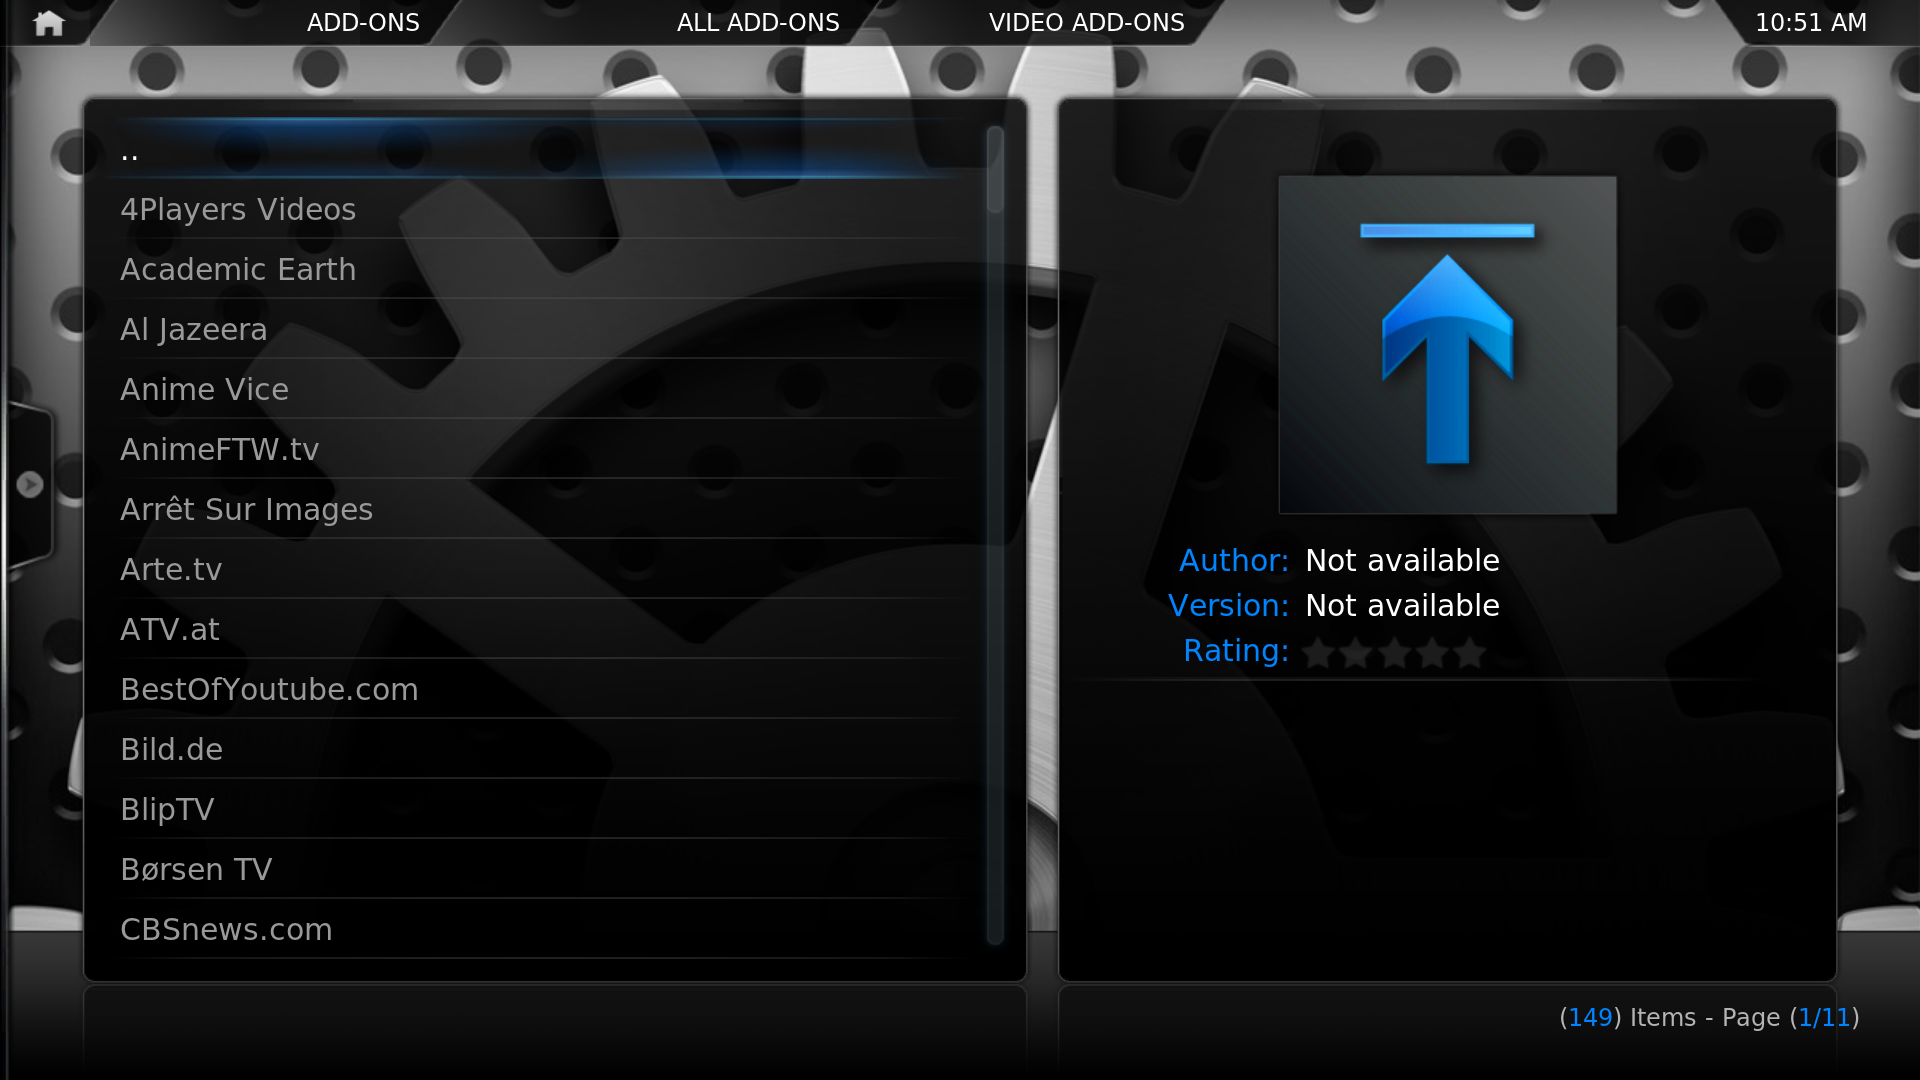 ADD-ONS ALL ADD-ONS VIDEO ADD-ONS 10:51 AM
..
4Players Videos
Academic Earth
Al Jazeera
Anime Vice
AnimeFTW.tv
Arrêt Sur Images
Arte.tv
ATV.at
BestOfYoutube.com
Bild.de
BlipTV
Børsen TV
CBSnews.com
Author: Not available
Version: Not available
Rating:
(149) Items - Page (1/11)